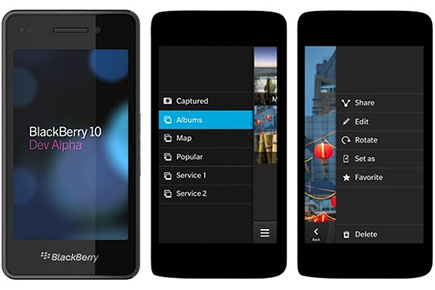 BlackBerry 10
Dev Alpha
BlackBerry
Captured
Albums
Map
Popular
Service 1
Service 2
M
Share
Edit
Rotate
Set as
Favorite
Back
Delete